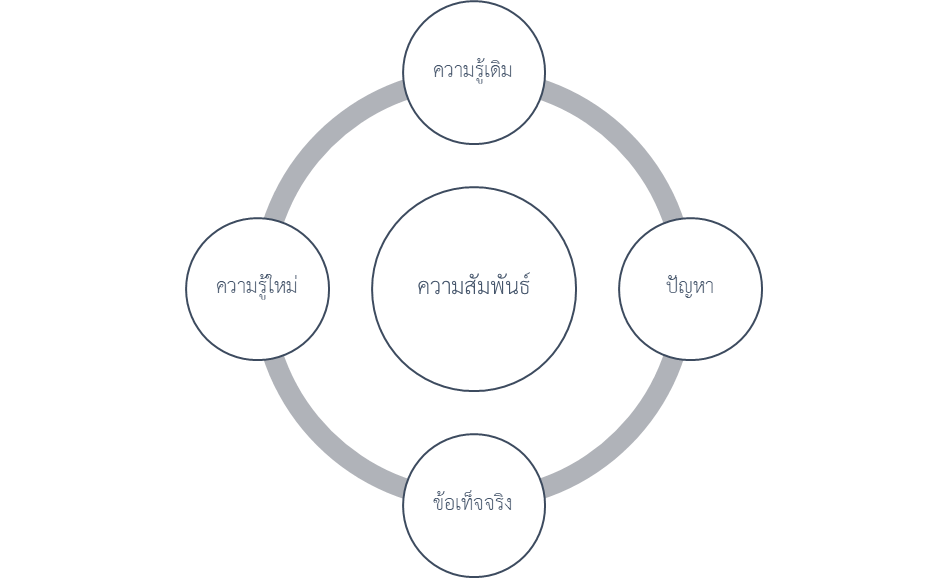 ความรู้เดิม
ความรู้ใหม่
ความสัมพันธ์
ปัญหา
ข้อเท็จจริง